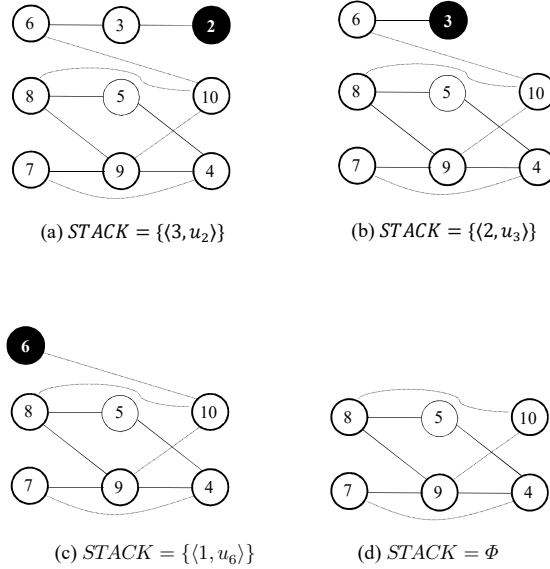 6 3 2 6 3
8 5 10 8 5 10
7 9 4 7 9 4
(a) STACK = {⟨3, u₂⟩} (b) STACK = {⟨2, u₃⟩}
6
8 5 10 8 5 10
7 9 4 7 9 4
(c) STACK = {⟨1, u₆⟩} (d) STACK = Φ